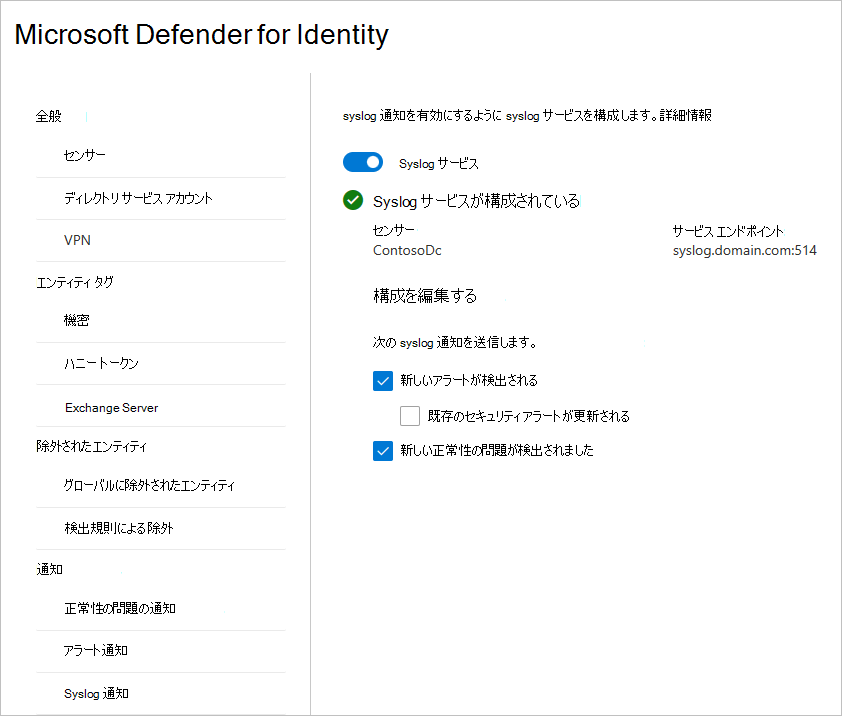 Microsoft Defender for Identity
全般
センサー
ディレクトリ サービス アカウント
VPN
エンティティ タグ
機密
ハニートークン
Exchange Server
除外されたエンティティ
グローバルに除外されたエンティティ
検出規則による除外
通知
正常性の問題の通知
アラート通知
Syslog 通知
syslog 通知を有効にするように syslog サービスを構成します。詳細情報
Syslog サービス
Syslog サービスが構成されている
センサー
ContosoDc
サービス エンドポイント
syslog.domain.com:514
構成を編集する
次の syslog 通知を送信します。
新しいアラートが検出される
既存のセキュリティ アラートが更新される
新しい正常性の問題が検出されました